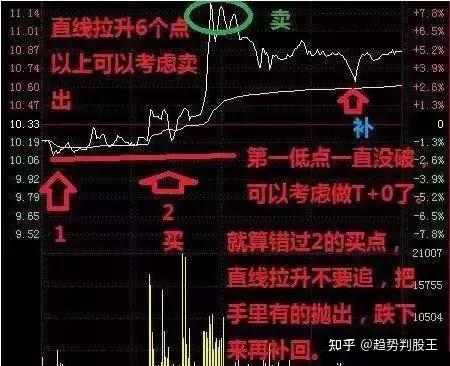 11.14
11.01
10.87
10.74
10.60
10.47
10.33
10.20
10.06
9.92
9.79
9.65
9.52
直线拉升6个点
以上可以考虑卖
出
卖
补
第一低点一直没破，
可以考虑做T+0了。
1
2
买
就算错过2的买点，
直线拉升不要追，把
手里有的抛出，跌下
来再补回。
+7.8%
+6.5%
+5.2%
+3.9%
+2.6%
+1.3%
0
-1.3%
-2.6%
-3.9%
-5.2%
-6.5%
-7.8%
21007
15755
10504
知乎 @趋势判股王